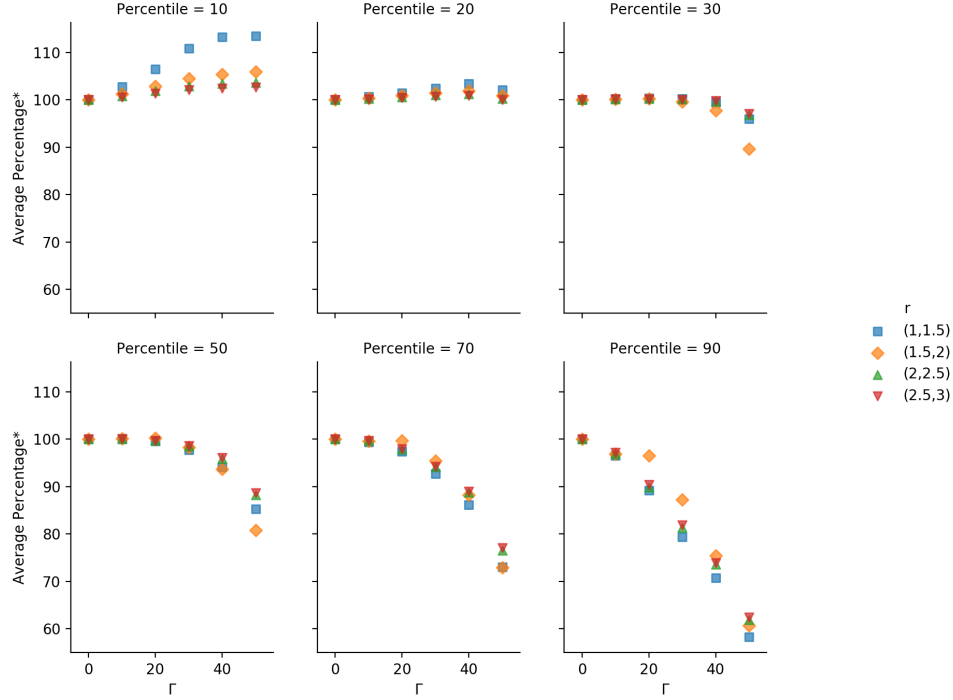 Percentile = 10
Percentile = 20
Percentile = 30
Average Percentage*
110
100
90
80
70
60
r
(1,1.5)
(1.5,2)
(2,2.5)
(2.5,3)
Percentile = 50
Percentile = 70
Percentile = 90
Average Percentage*
110
100
90
80
70
60
0 20 40
0 20 40
0 20 40
Γ
Γ
Γ